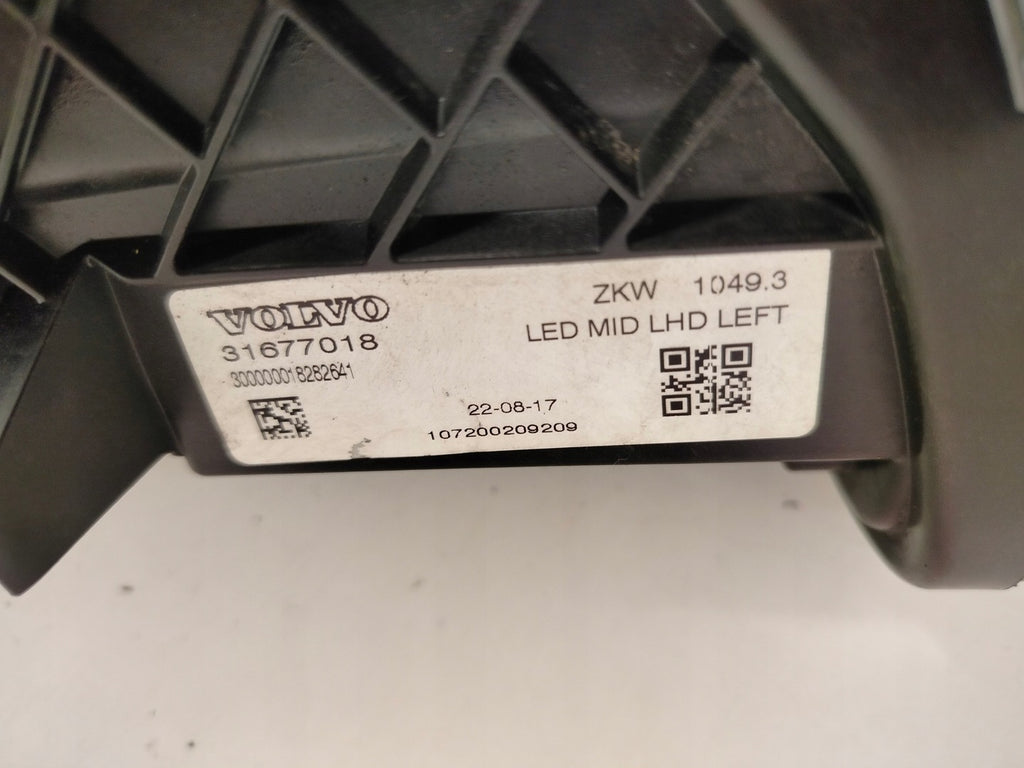 VOLVO
31677018
300000018282641
ZKW 1049.3
LED MID LHD LEFT
22-08-17
107200209209